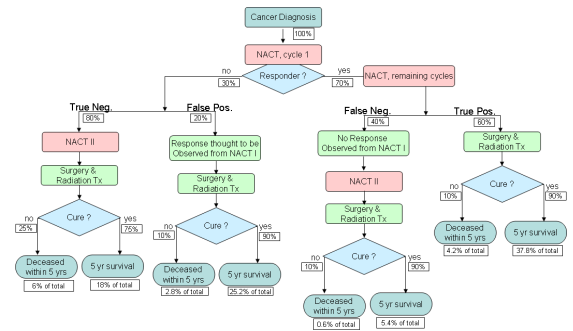 Cancer Diagnosis
100%
NACT, cycle 1
Responder ?
no
30%
yes
70%
NACT, remaining cycles
True Neg.
80%
False Pos.
20%
False Neg.
40%
True Pos.
60%
NACT II
Surgery &
Radiation Tx
Cure ?
no
25%
yes
75%
Deceased
within 5 yrs
6% of total
5 yr survival
18% of total
Response thought to be
Observed from NACT I
Surgery &
Radiation Tx
Cure ?
no
10%
yes
90%
Deceased
within 5 yrs
2.8% of total
5 yr survival
25.2% of total
No Response
Observed from NACT I
NACT II
Surgery &
Radiation Tx
Cure ?
no
10%
yes
90%
Deceased
within 5 yrs
0.6% of total
5 yr survival
5.4% of total
Surgery &
Radiation Tx
Cure ?
no
10%
yes
90%
Deceased
within 5 yrs
4.2% of total
5 yr survival
37.8% of total